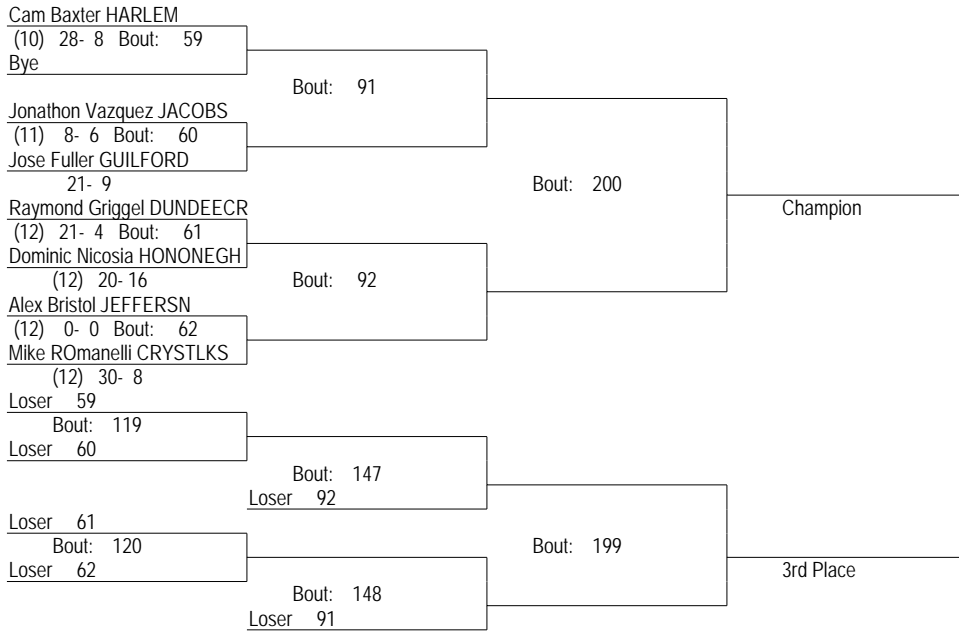 Cam Baxter HARLEM
(10) 28- 8 Bout: 59
Bye
Bout: 91
Jonathon Vazquez JACOBS
(11) 8- 6 Bout: 60
Jose Fuller GUILFORD
21- 9
Bout: 200
Champion
Raymond Griggel DUNDEECR
(12) 21- 4 Bout: 61
Dominic Nicosia HONONEGH
(12) 20- 16
Bout: 92
Alex Bristol JEFFERSN
(12) 0- 0 Bout: 62
Mike ROmanelli CRYSTLKS
(12) 30- 8
Loser 59
Bout: 119
Loser 60
Bout: 147
Loser 92
Loser 61
Bout: 120
Loser 62
Bout: 199
3rd Place
Bout: 148
Loser 91